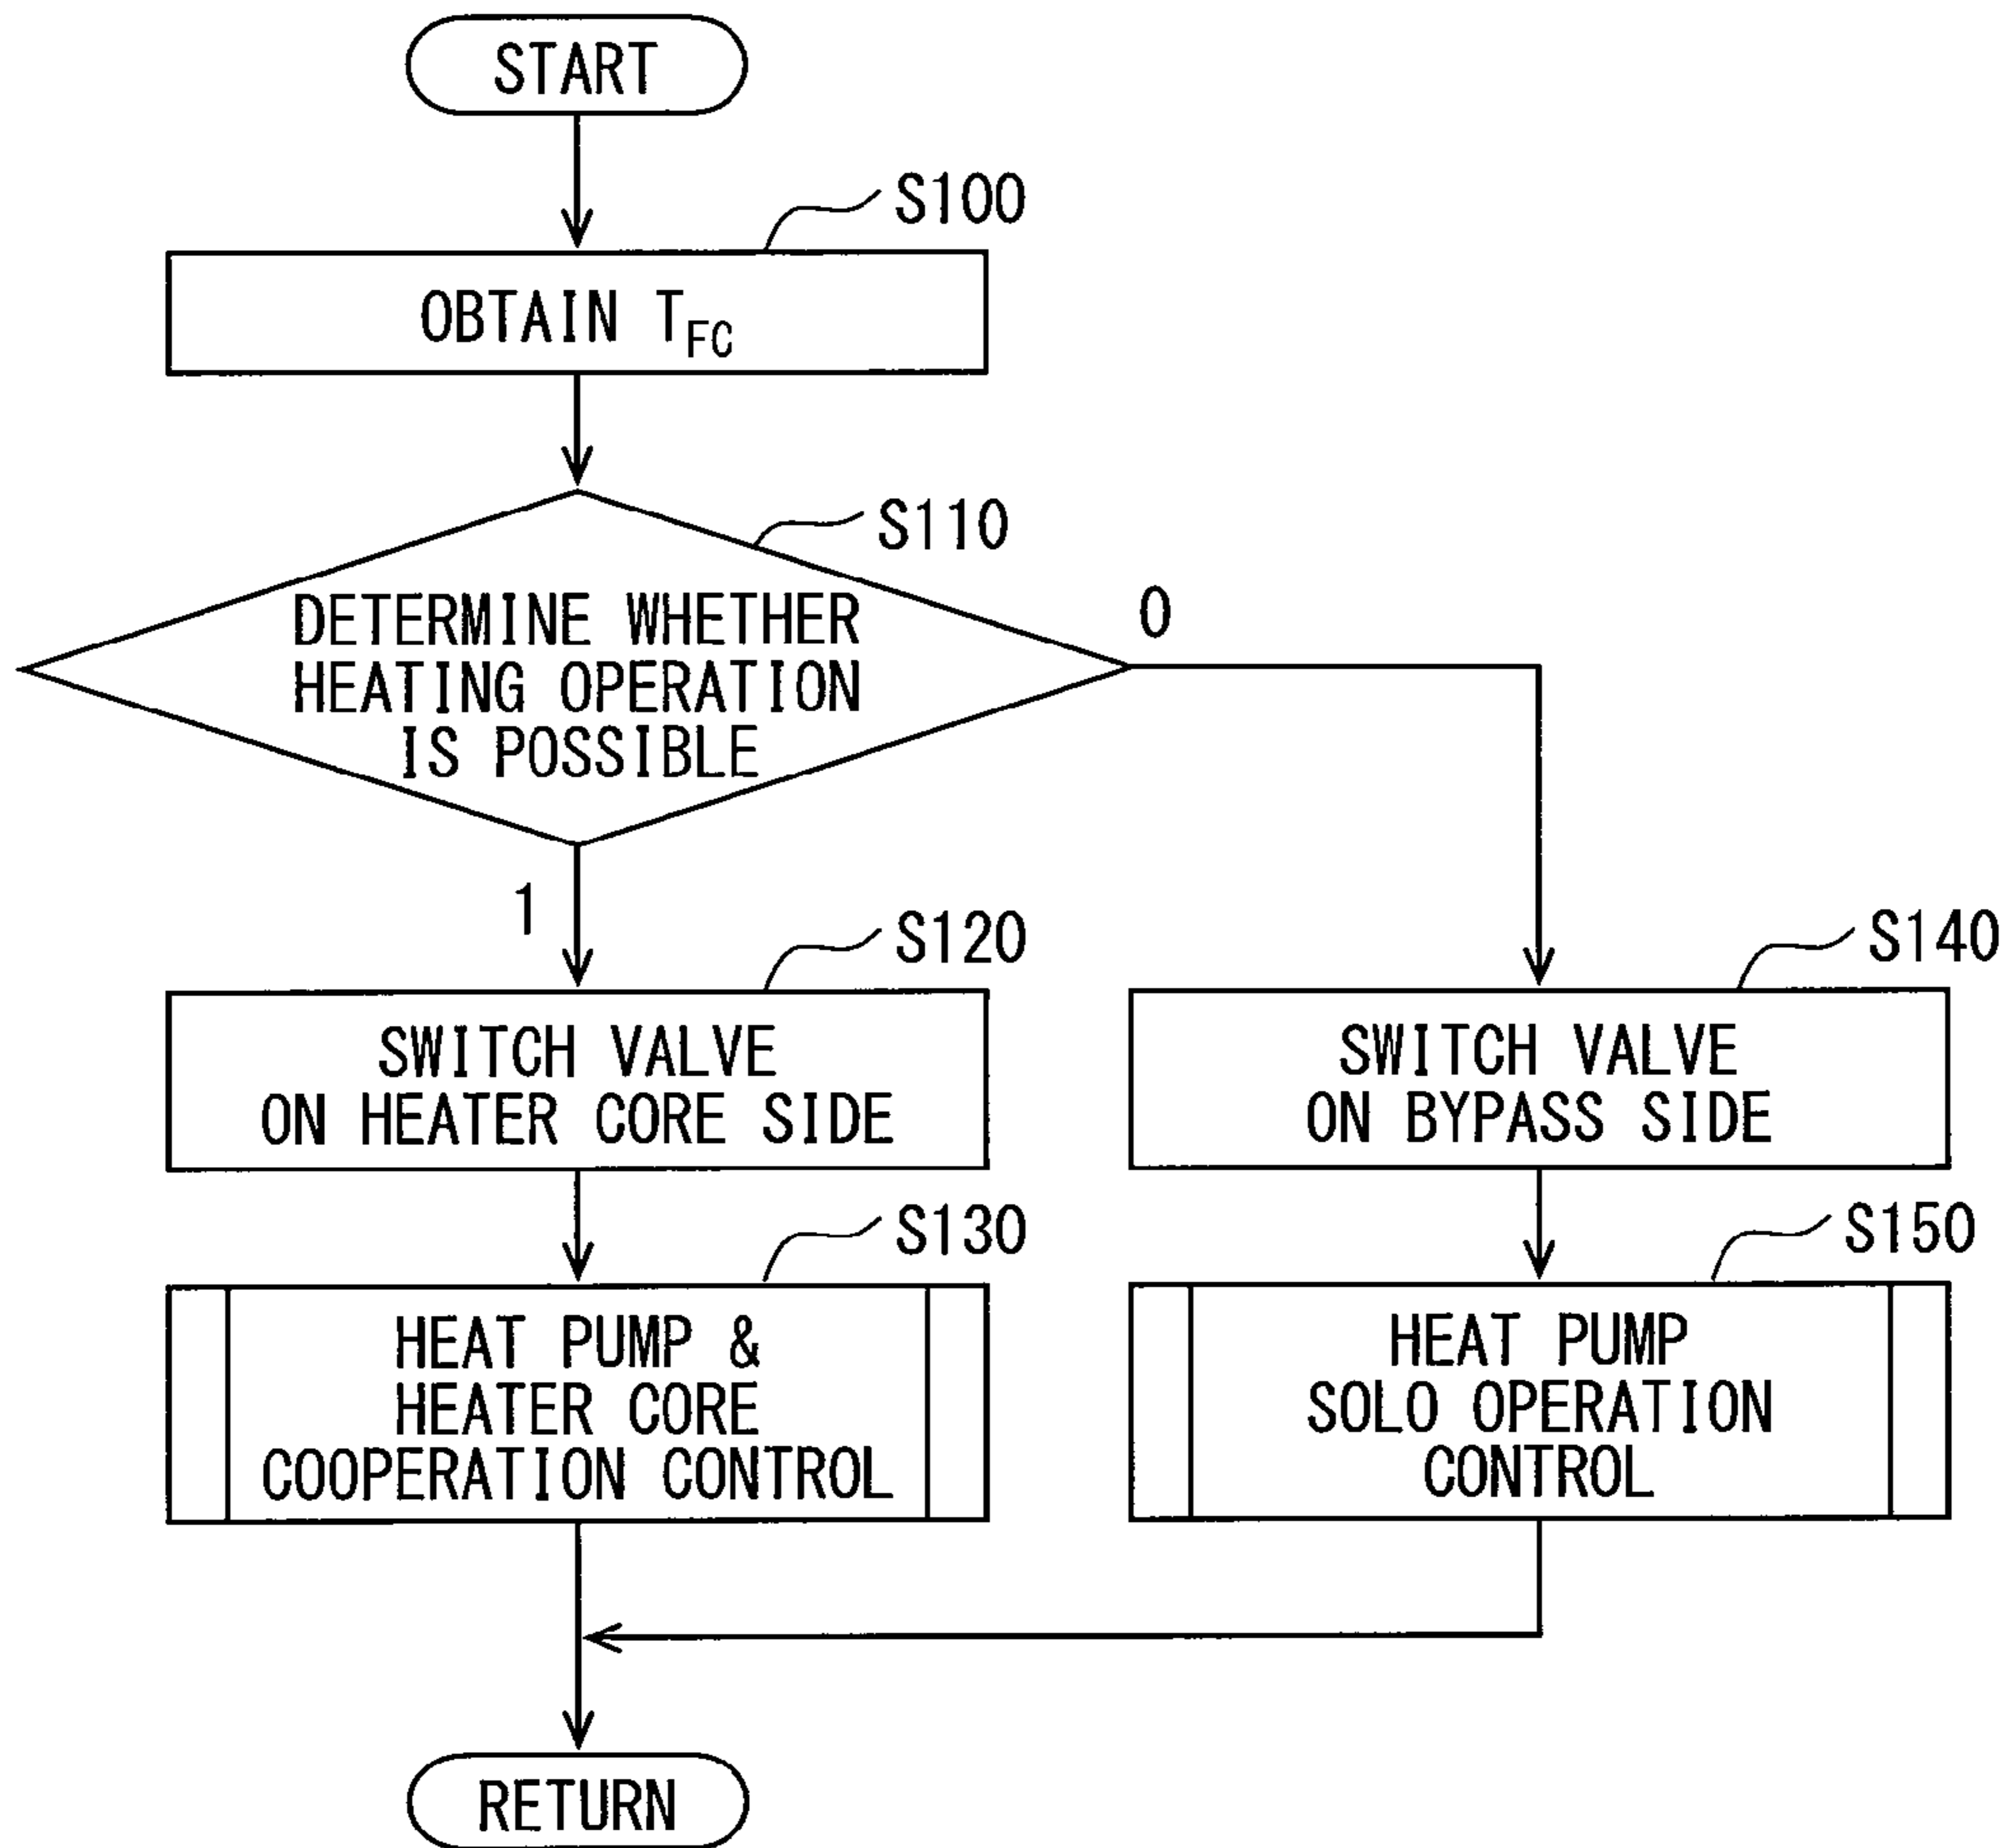 START
S100
OBTAIN TFC
S110
DETERMINE WHETHER
HEATING OPERATION
IS POSSIBLE
0
1
S120
SWITCH VALVE
ON HEATER CORE SIDE
S140
SWITCH VALVE
ON BYPASS SIDE
S130
HEAT PUMP &
HEATER CORE
COOPERATION CONTROL
S150
HEAT PUMP
SOLO OPERATION
CONTROL
RETURN